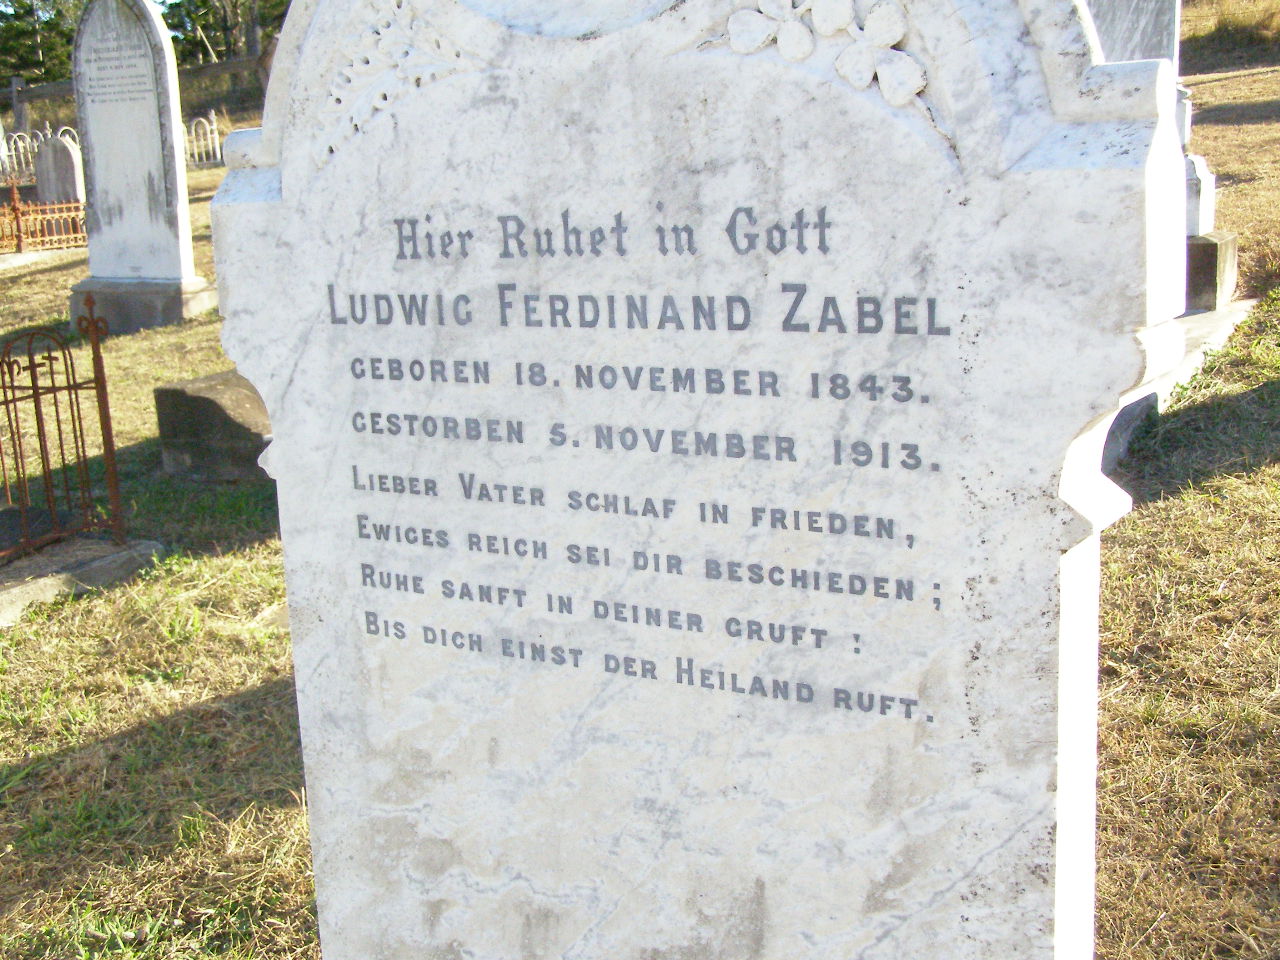 Hier Ruhet in Gott
LUDWIG FERDINAND ZABEL
GEBOREN 18. NOVEMBER 1843.
GESTORBEN 5. NOVEMBER 1913.
LIEBER VATER SCHLAF IN FRIEDEN,
EWIGES REICH SEI DIR BESCHIEDEN;
RUHE SANFT IN DEINER GRUFT;
BIS DICH EINST DER HEILAND RUFT.